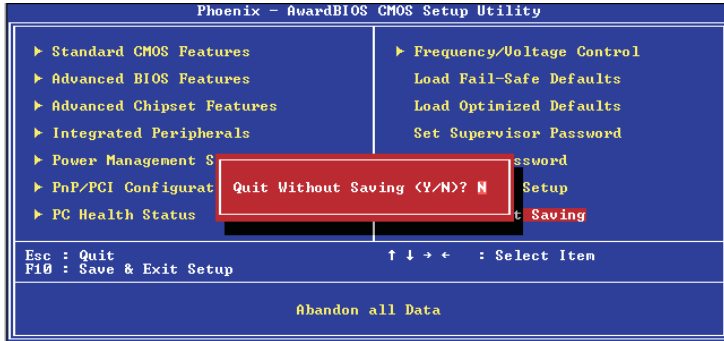 Phoenix - AwardBIOS CMOS Setup Utility
Standard CMOS Features
Advanced BIOS Features
Advanced Chipset Features
Integrated Peripherals
Power Management S
PnP/PCI Configurat
PC Health Status
Frequency/Voltage Control
Load Fail-Safe Defaults
Load Optimized Defaults
Set Supervisor Password
ssword
Setup
t Saving
Quit Without Saving (Y/N)? N
Esc : Quit
F10 : Save & Exit Setup
↑ ↓ → ← : Select Item
Abandon all Data